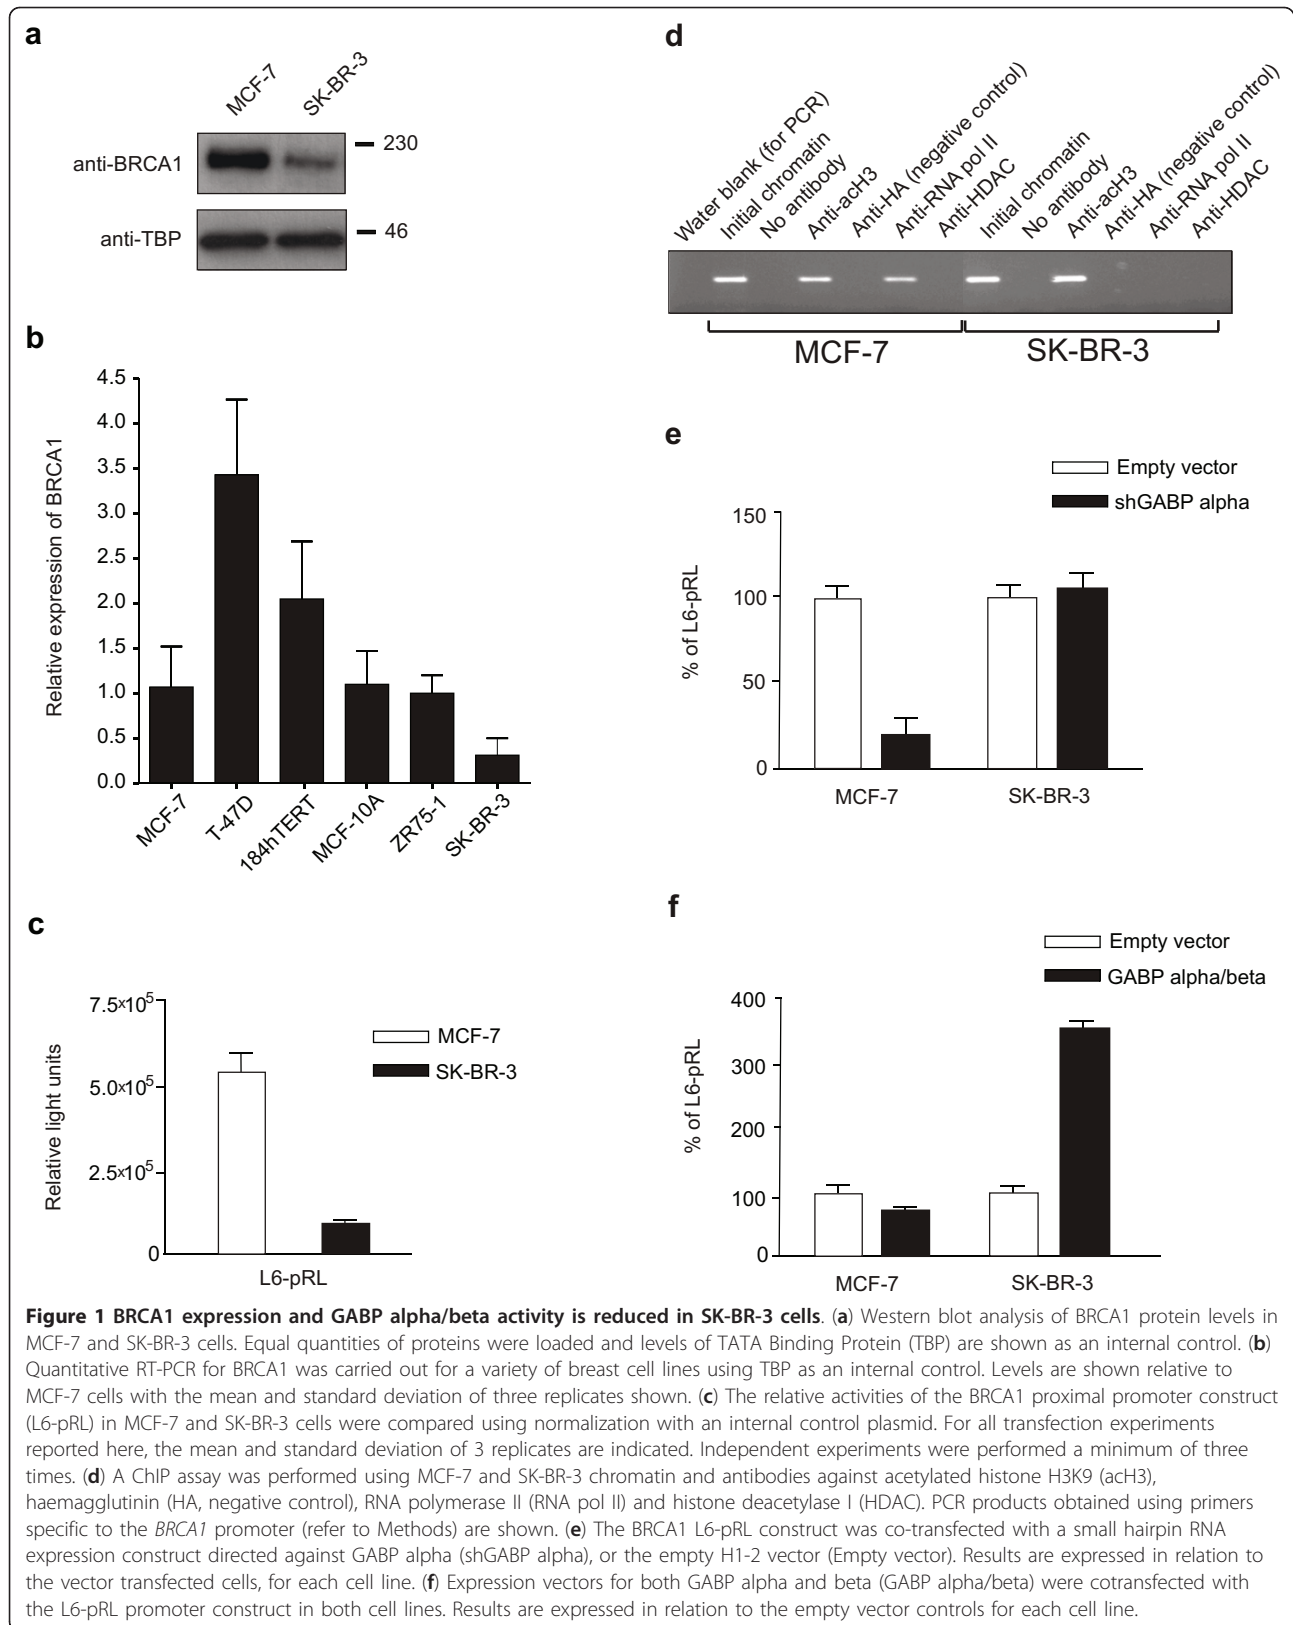 a
MCF-7
SK-BR-3
anti-BRCA1
230
anti-TBP
46
b
Relative expression of BRCA1
4.5
4.0
3.5
3.0
2.5
2.0
1.5
1.0
0.5
0.0
MCF-7
T-47D
184hTERT
MCF-10A
ZR75-1
SK-BR-3
c
Relative light units
7.5x10⁵
5.0x10⁵
2.5x10⁵
0
MCF-7
SK-BR-3
L6-pRL
d
Water blank (for PCR)
Initial chromatin
No antibody
Anti-acH3
Anti-HA (negative control)
Anti-RNA pol II
Anti-HDAC
Initial chromatin
No antibody
Anti-acH3
Anti-HA (negative control)
Anti-RNA pol II
Anti-HDAC
MCF-7
SK-BR-3
e
Empty vector
shGABP alpha
% of L6-pRL
150
100
50
0
MCF-7
SK-BR-3
f
Empty vector
GABP alpha/beta
% of L6-pRL
400
300
200
100
0
MCF-7
SK-BR-3
Figure 1 BRCA1 expression and GABP alpha/beta activity is reduced in SK-BR-3 cells. (a) Western blot analysis of BRCA1 protein levels in
MCF-7 and SK-BR-3 cells. Equal quantities of proteins were loaded and levels of TATA Binding Protein (TBP) are shown as an internal control. (b)
Quantitative RT-PCR for BRCA1 was carried out for a variety of breast cell lines using TBP as an internal control. Levels are shown relative to
MCF-7 cells with the mean and standard deviation of three replicates shown. (c) The relative activities of the BRCA1 proximal promoter construct
(L6-pRL) in MCF-7 and SK-BR-3 cells were compared using normalization with an internal control plasmid. For all transfection experiments
reported here, the mean and standard deviation of 3 replicates are indicated. Independent experiments were performed a minimum of three
times. (d) A ChIP assay was performed using MCF-7 and SK-BR-3 chromatin and antibodies against acetylated histone H3K9 (acH3),
haemagglutinin (HA, negative control), RNA polymerase II (RNA pol II) and histone deacetylase I (HDAC). PCR products obtained using primers
specific to the BRCA1 promoter (refer to Methods) are shown. (e) The BRCA1 L6-pRL construct was co-transfected with a small hairpin RNA
expression construct directed against GABP alpha (shGABP alpha), or the empty H1-2 vector (Empty vector). Results are expressed in relation to
the vector transfected cells, for each cell line. (f) Expression vectors for both GABP alpha and beta (GABP alpha/beta) were cotransfected with
the L6-pRL promoter construct in both cell lines. Results are expressed in relation to the empty vector controls for each cell line.